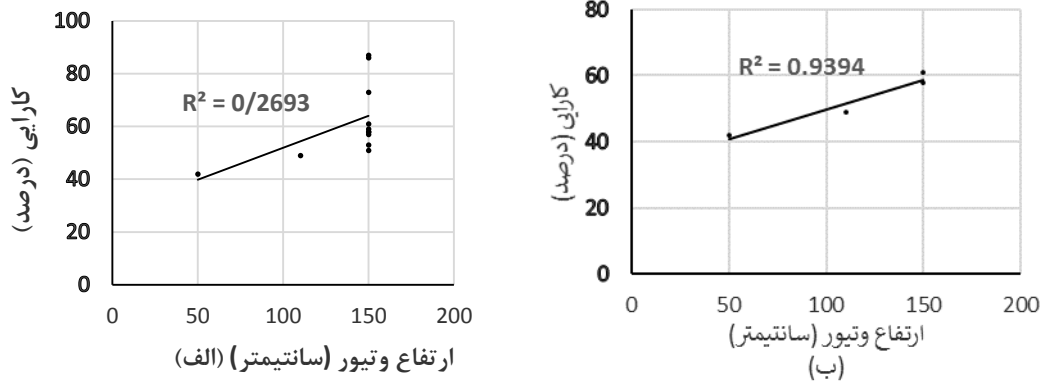 100
80
60
40
20
0
کارایی (درصد)
R² = 0/2693
0 50 100 150 200
ارتفاع وتیور (سانتیمتر) (الف)
80
60
40
20
0
کارایی (درصد)
R² = 0.9394
0 50 100 150 200
ارتفاع وتیور (سانتیمتر)
(ب)